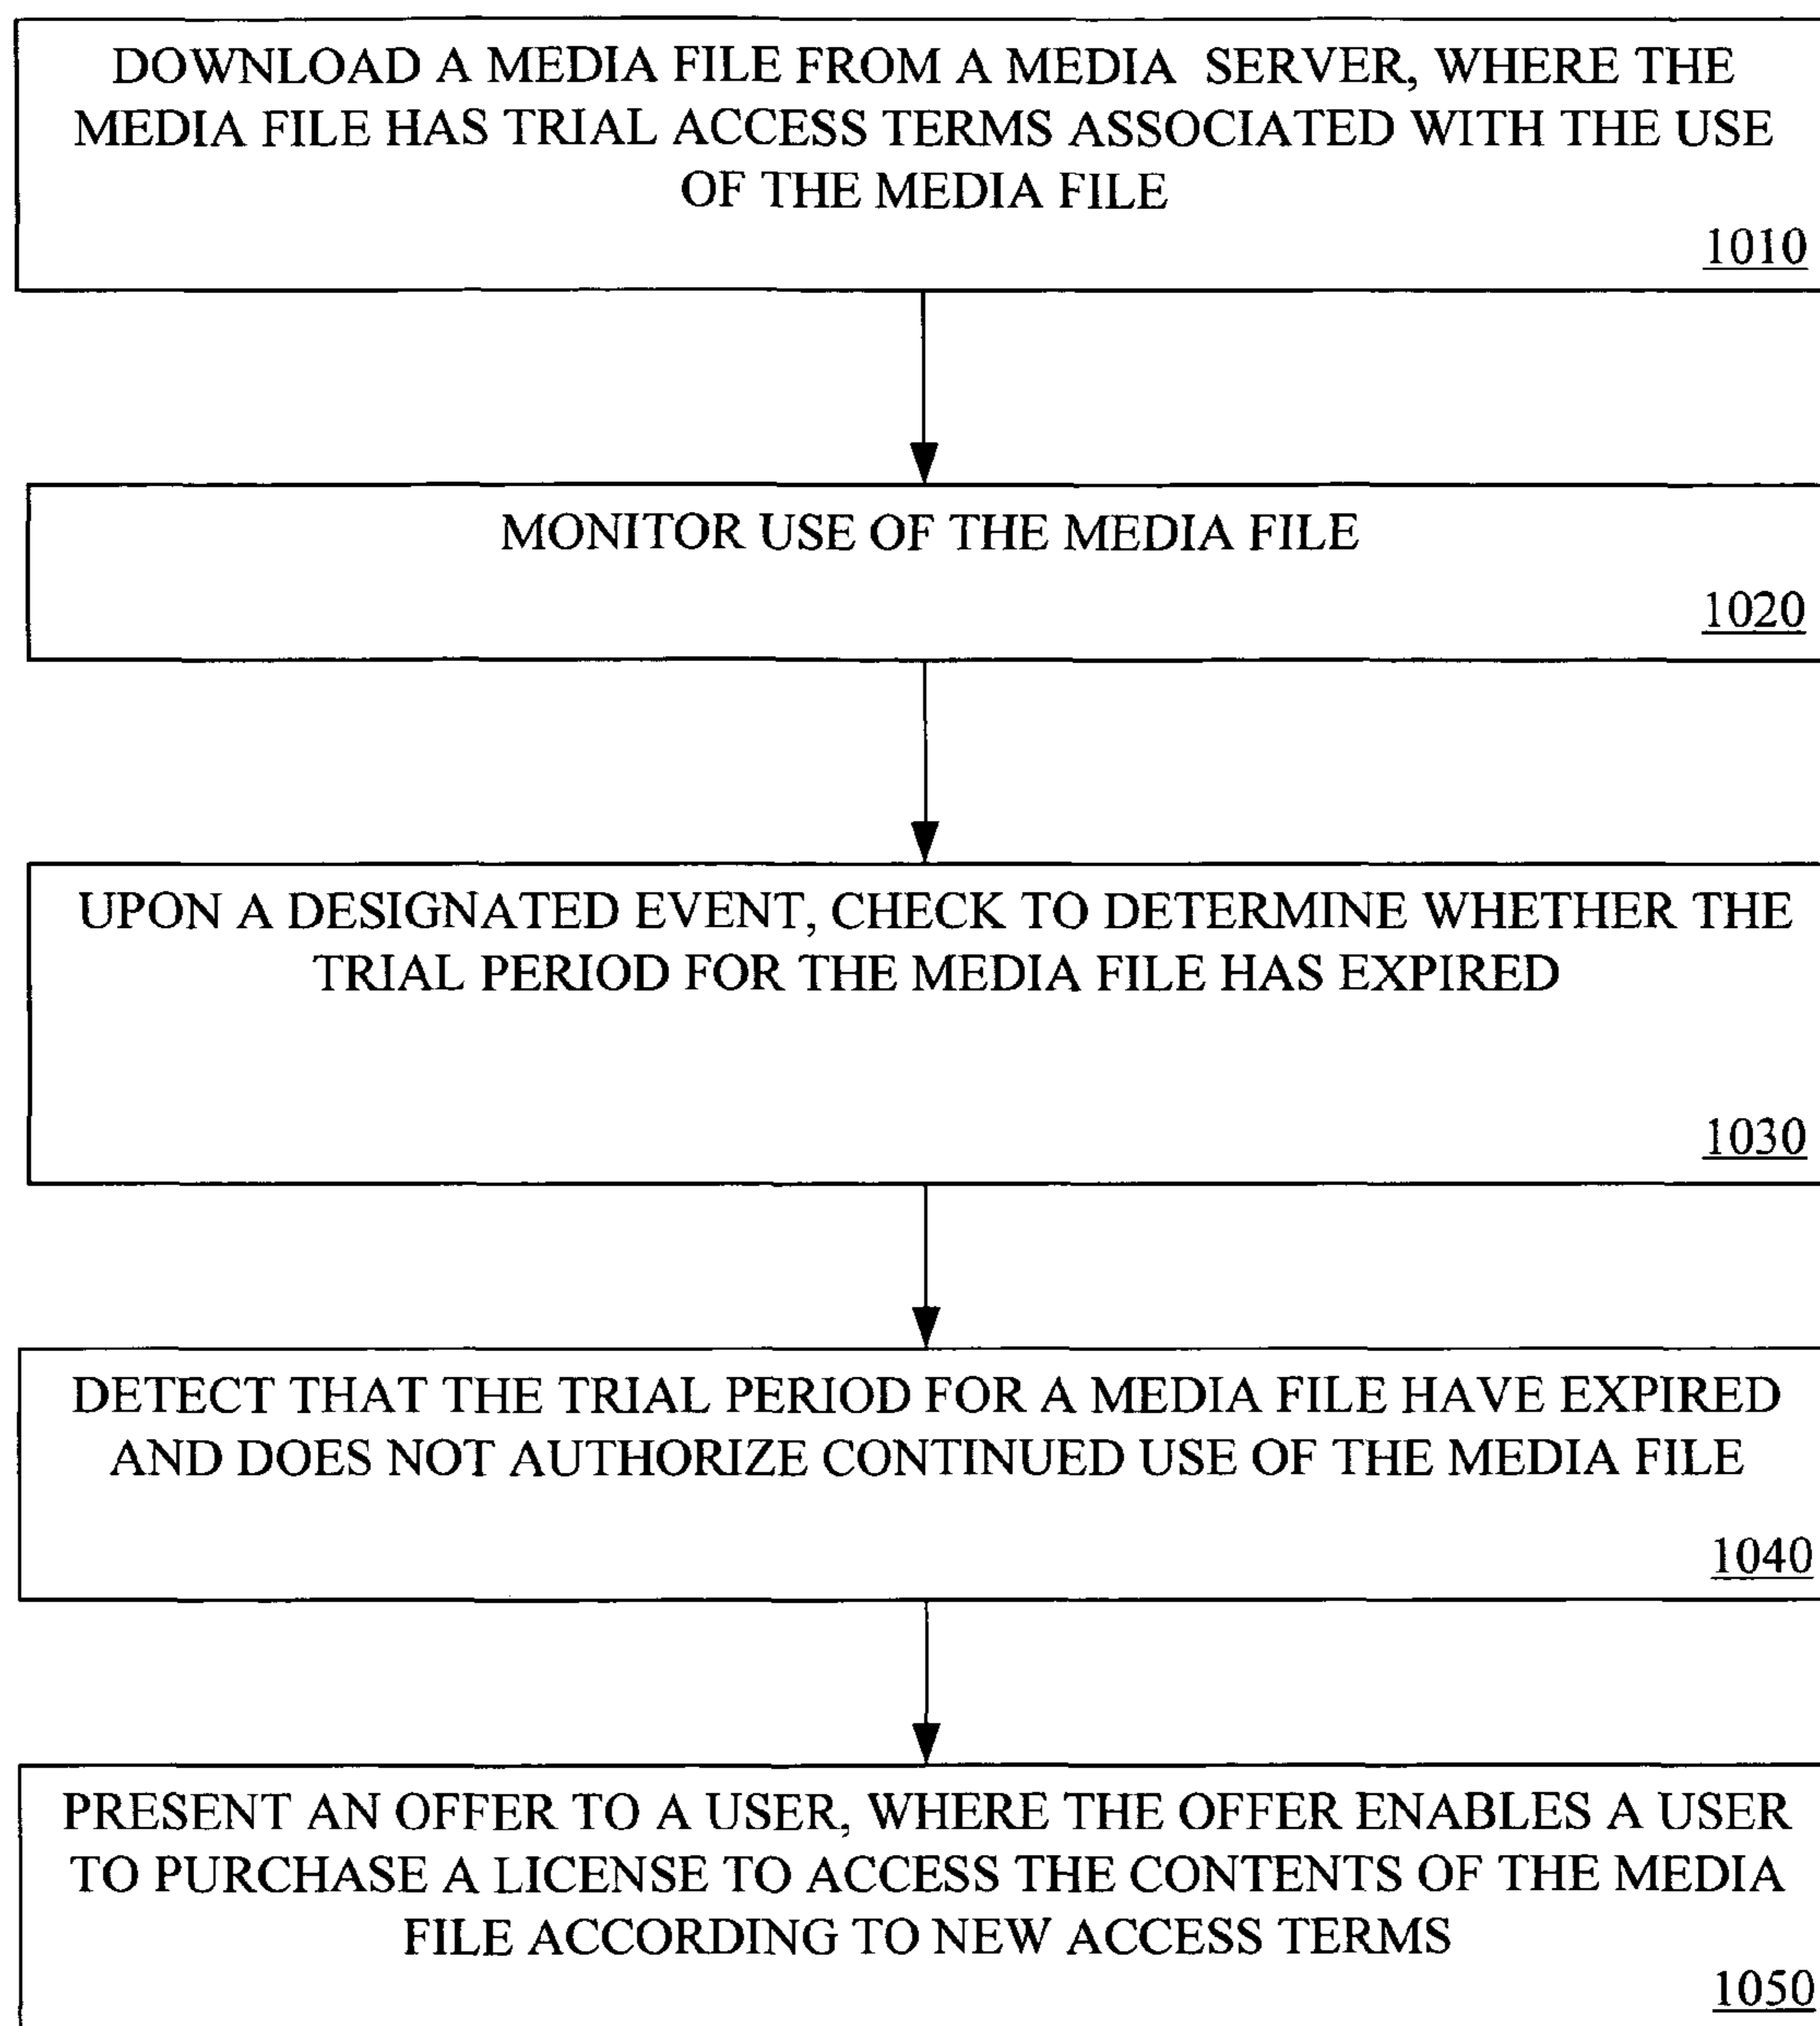 DOWNLOAD A MEDIA FILE FROM A MEDIA SERVER, WHERE THE
MEDIA FILE HAS TRIAL ACCESS TERMS ASSOCIATED WITH THE USE
OF THE MEDIA FILE
1010
MONITOR USE OF THE MEDIA FILE
1020
UPON A DESIGNATED EVENT, CHECK TO DETERMINE WHETHER THE
TRIAL PERIOD FOR THE MEDIA FILE HAS EXPIRED
1030
DETECT THAT THE TRIAL PERIOD FOR A MEDIA FILE HAVE EXPIRED
AND DOES NOT AUTHORIZE CONTINUED USE OF THE MEDIA FILE
1040
PRESENT AN OFFER TO A USER, WHERE THE OFFER ENABLES A USER
TO PURCHASE A LICENSE TO ACCESS THE CONTENTS OF THE MEDIA
FILE ACCORDING TO NEW ACCESS TERMS
1050